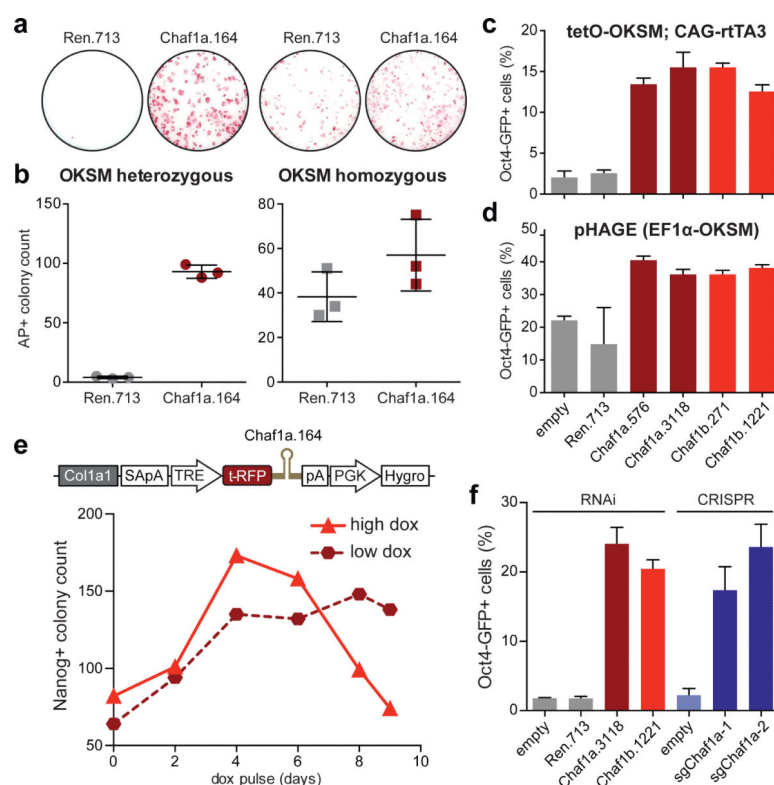 a
Ren.713 Chaf1a.164 Ren.713 Chaf1a.164
b
OKSM heterozygous OKSM homozygous
AP+ colony count
150
100
50
0
Ren.713 Chaf1a.164
80
60
40
20
0
Ren.713 Chaf1a.164
c
tetO-OKSM; CAG-rtTA3
Oct4-GFP+ cells (%)
20
15
10
5
0
d
pHAGE (EF1α-OKSM)
Oct4-GFP+ cells (%)
50
40
30
20
10
0
empty
Ren.713
Chaf1a.576
Chaf1a.3118
Chaf1b.271
Chaf1b.1221
e
Chaf1a.164
Col1a1 SApA TRE t-RFP pA PGK Hygro
Nanog+ colony count
200
150
100
50
high dox
low dox
0 2 4 6 8 10
dox pulse (days)
f
RNAi CRISPR
Oct4-GFP+ cells (%)
30
20
10
0
empty
Ren.713
Chaf1a.3118
Chaf1b.1221
empty
sgChaf1a-1
sgChaf1a-2